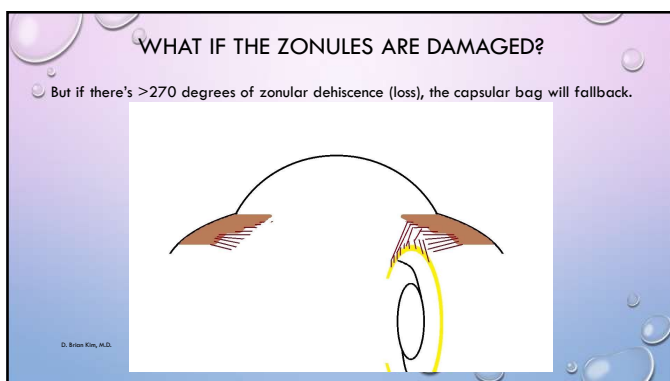 WHAT IF THE ZONULES ARE DAMAGED?
But if there's >270 degrees of zonular dehiscence (loss), the capsular bag will fallback.
D. Brian Kim, M.D.